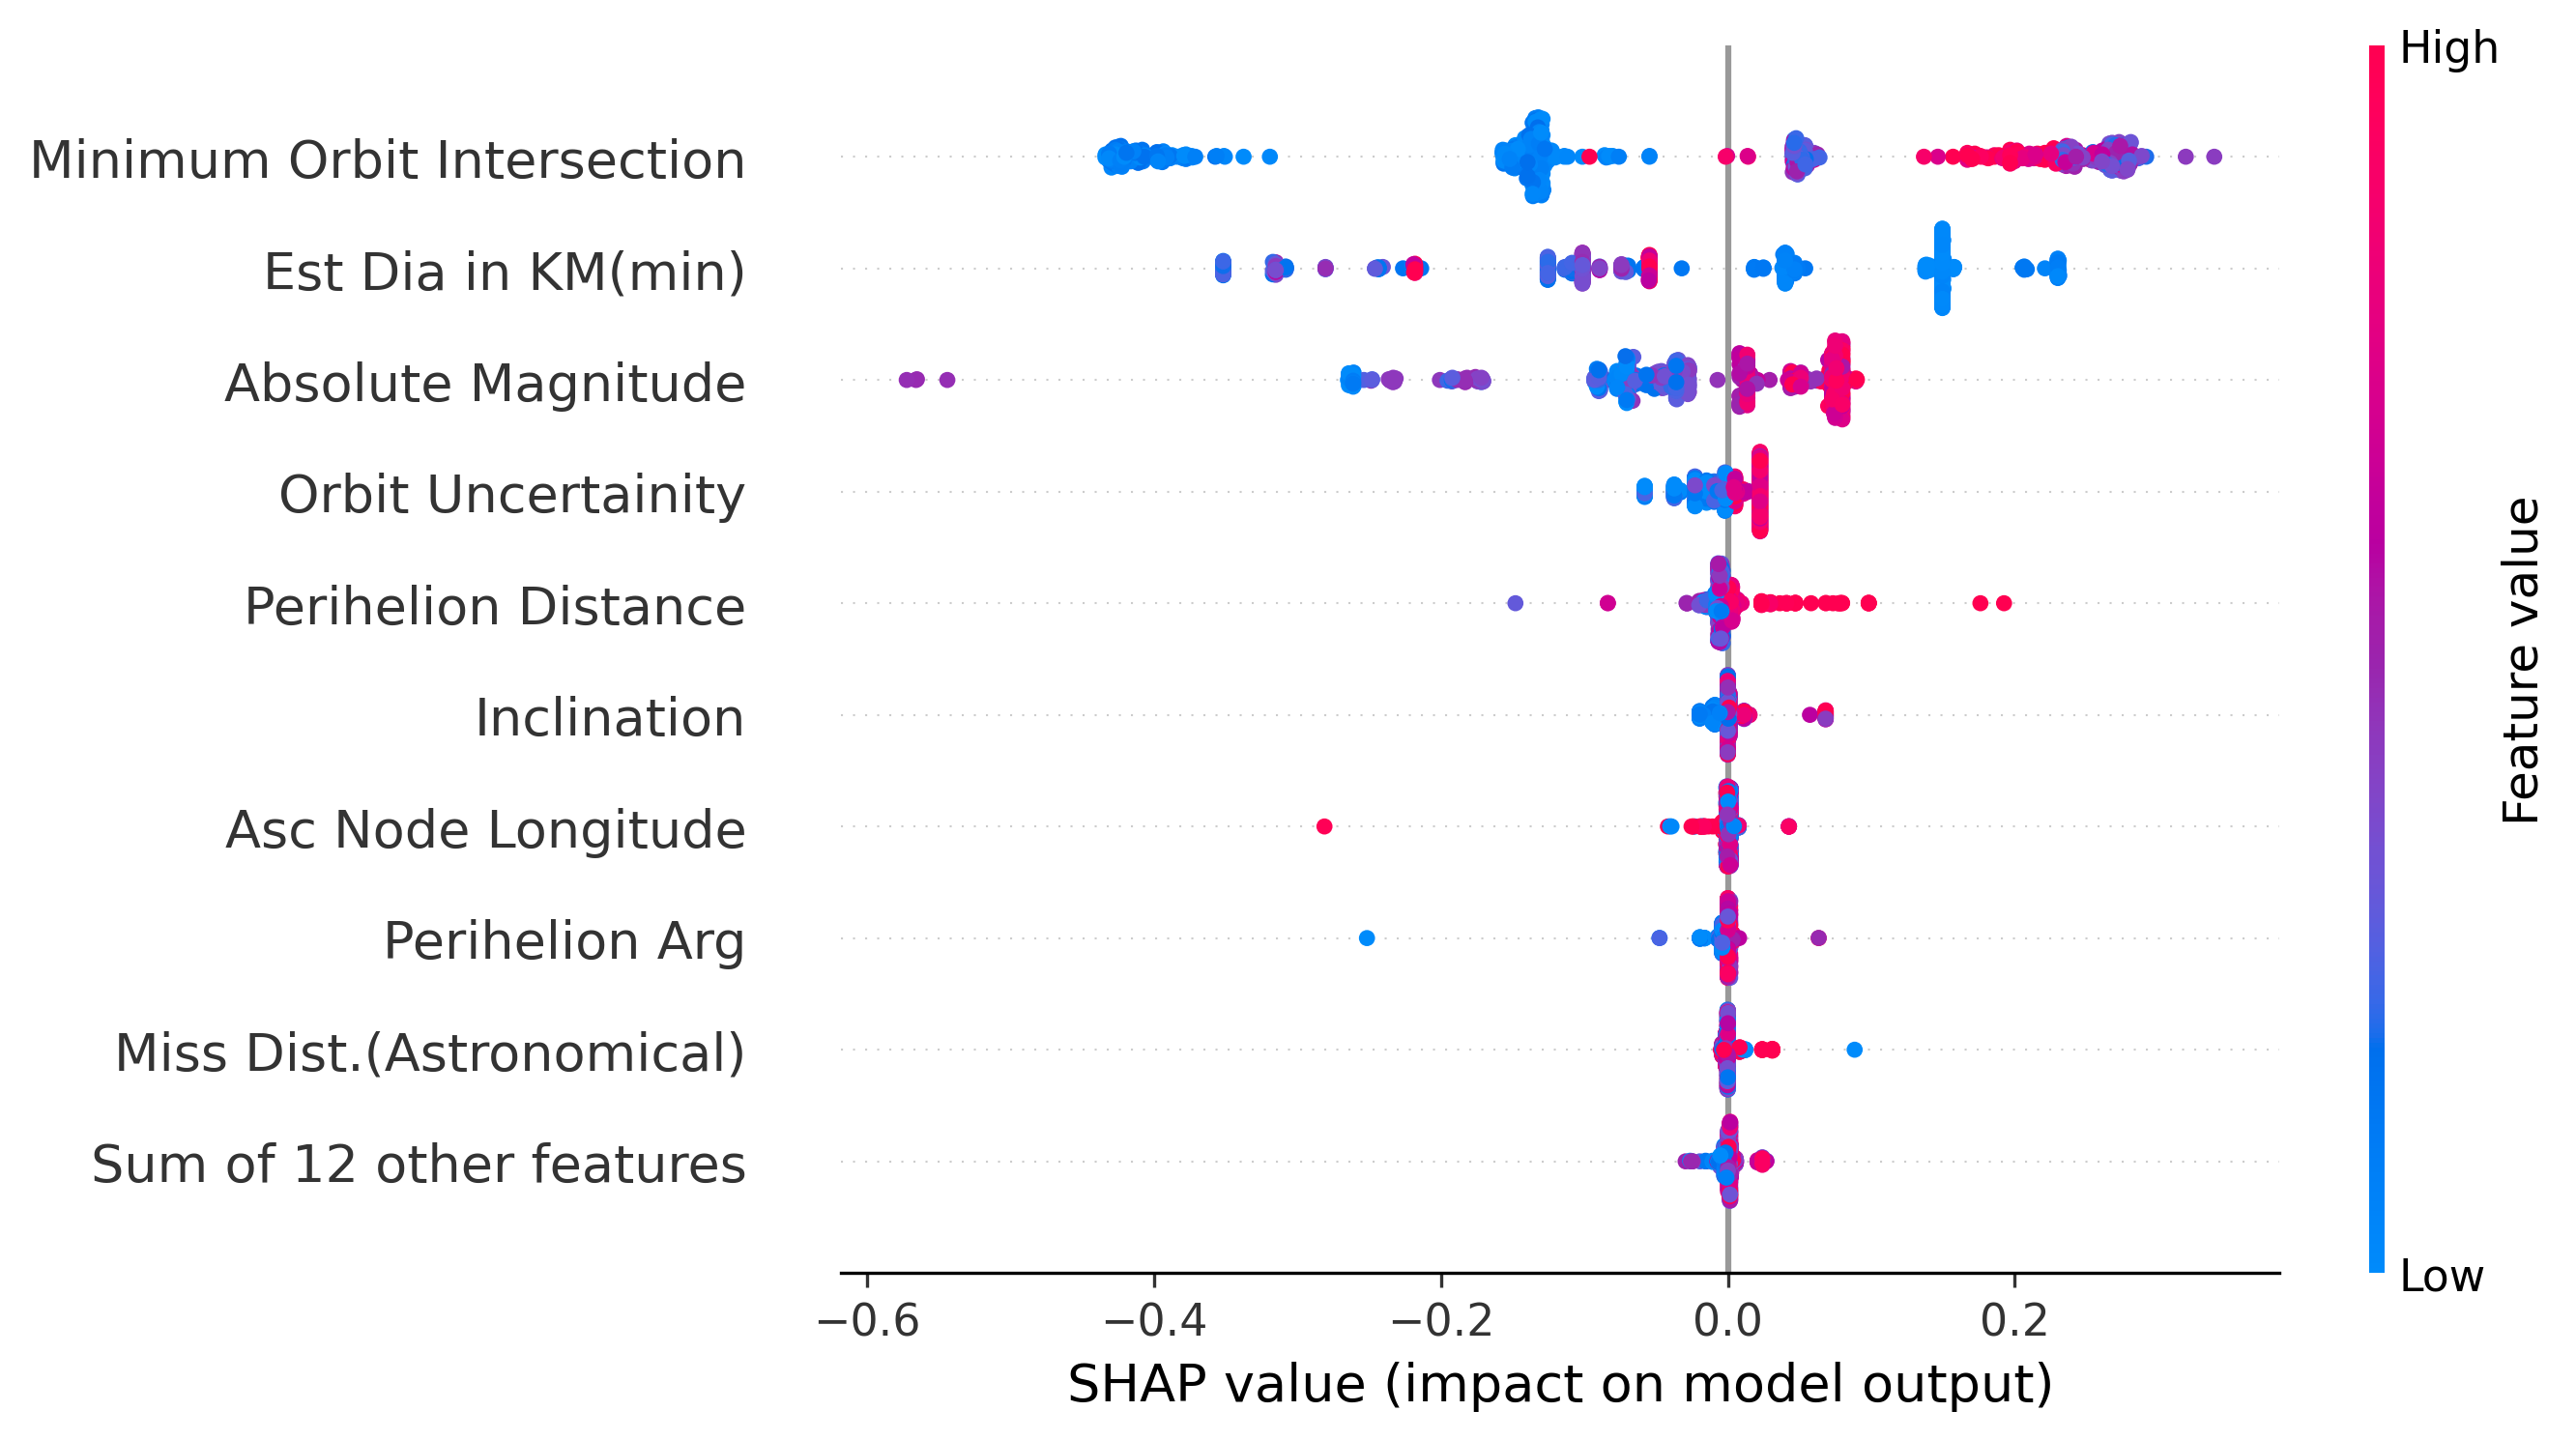 High
Minimum Orbit Intersection
Est Dia in KM(min)
Absolute Magnitude
Orbit Uncertainity
Perihelion Distance
Inclination
Asc Node Longitude
Perihelion Arg
Miss Dist.(Astronomical)
Sum of 12 other features
Feature value
Low
−0.6 −0.4 −0.2 0.0 0.2
SHAP value (impact on model output)